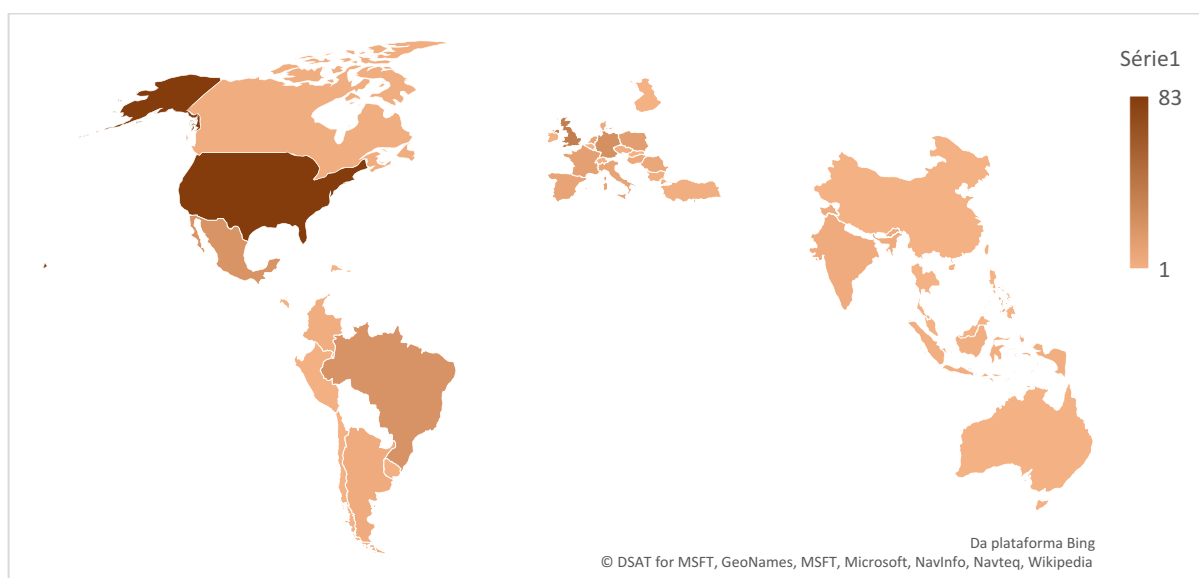 Série1
83
1
Da plataforma Bing
© DSAT for MSFT, GeoNames, MSFT, Microsoft, NavInfo, Navteq, Wikipedia